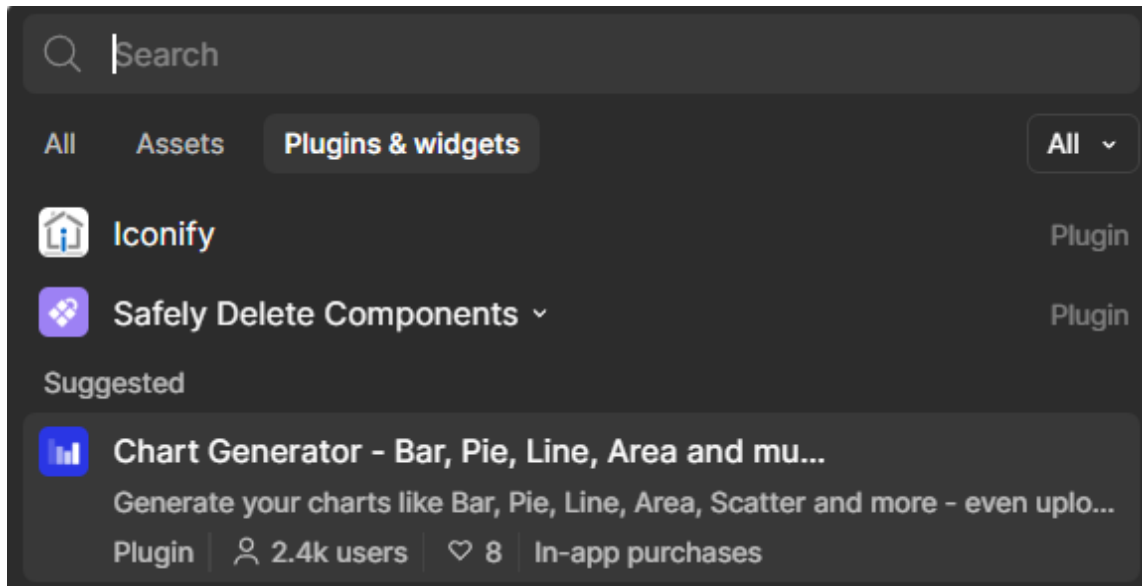 Search
All Assets Plugins & widgets All
Iconify Plugin
Safely Delete Components Plugin
Suggested
Chart Generator - Bar, Pie, Line, Area and mu...
Generate your charts like Bar, Pie, Line, Area, Scatter and more - even uplo...
Plugin 2.4k users 8 In-app purchases